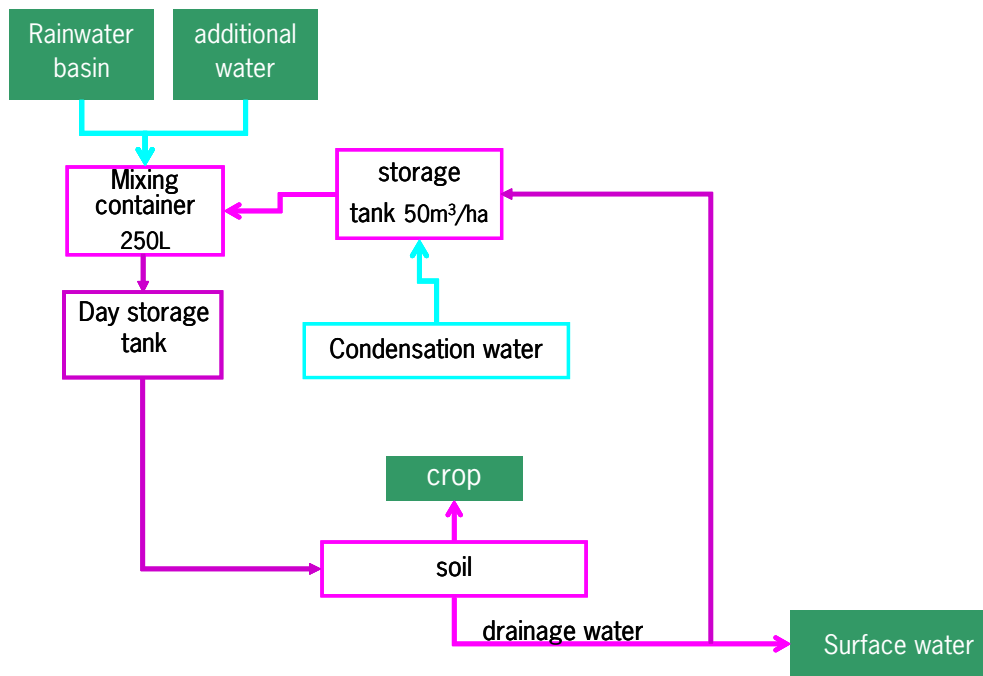 Rainwater
basin
additional
water
Mixing
container
250L
storage
tank 50m³/ha
Day storage
tank
Condensation water
crop
soil
drainage water
Surface water